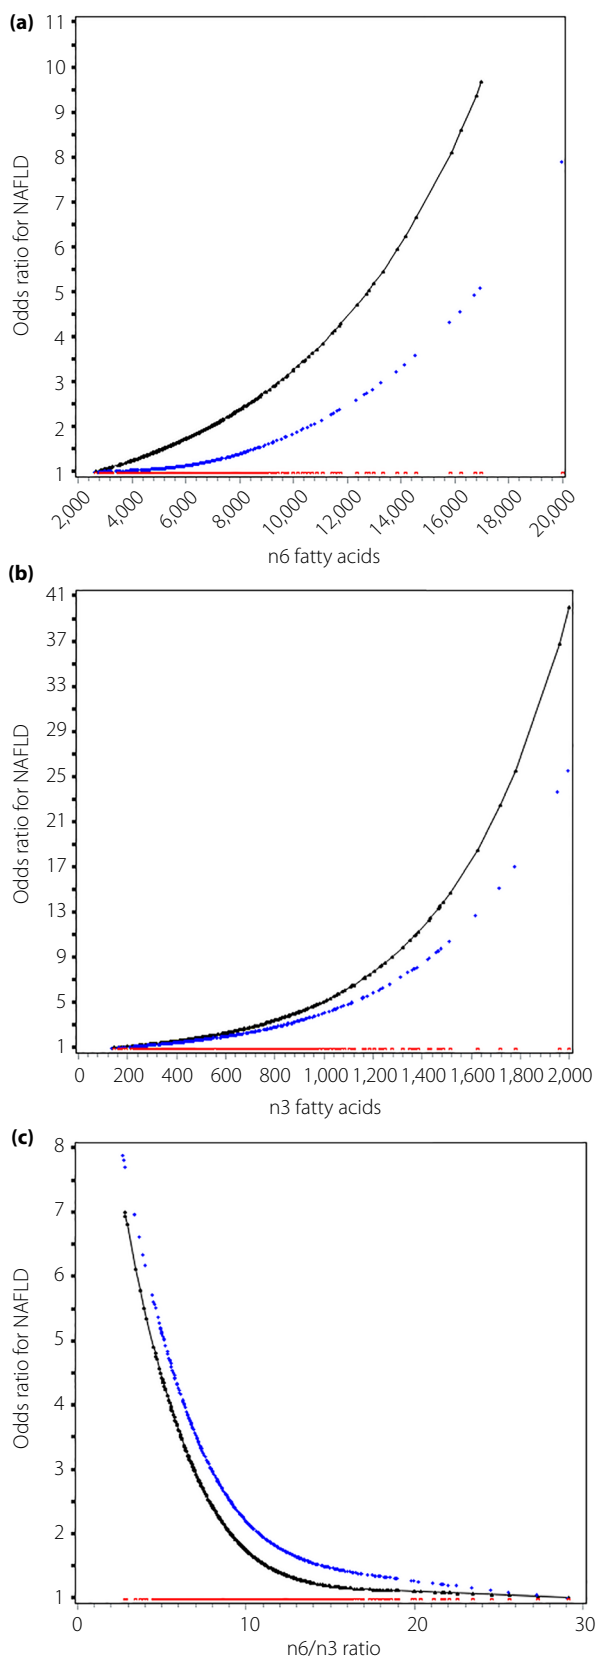 (a)
Odds ratio for NAFLD
11
10
9
8
7
6
5
4
3
2
1
2,000 4,000 6,000 8,000 10,000 12,000 14,000 16,000 18,000 20,000
n6 fatty acids
(b)
Odds ratio for NAFLD
41
37
33
29
25
21
17
13
9
5
1
0 200 400 600 800 1,000 1,200 1,400 1,600 1,800 2,000
n3 fatty acids
(c)
Odds ratio for NAFLD
8
7
6
5
4
3
2
1
0 10 20 30
n6/n3 ratio